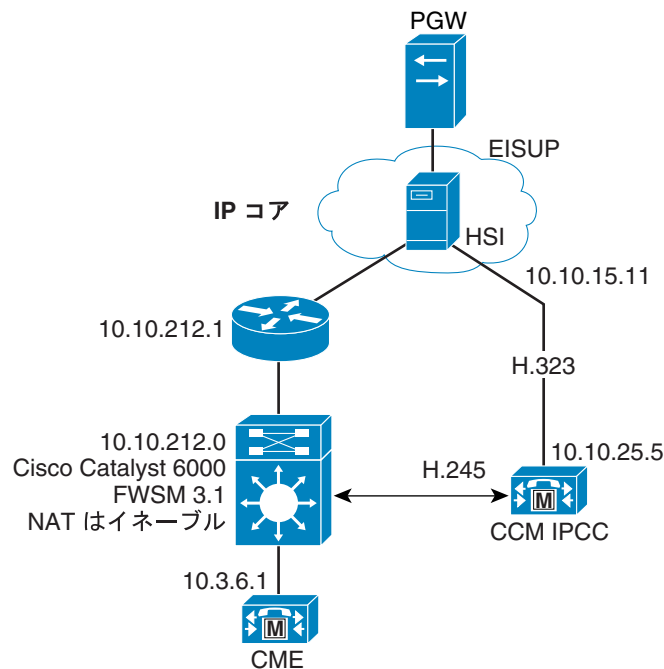 PGW
EISUP
IP コア
HSI
10.10.15.11
10.10.212.1
H.323
10.10.212.0
Cisco Catalyst 6000
FWSM 3.1
NAT はイネーブル
H.245
10.10.25.5
M
CCM IPCC
10.3.6.1
M
CME